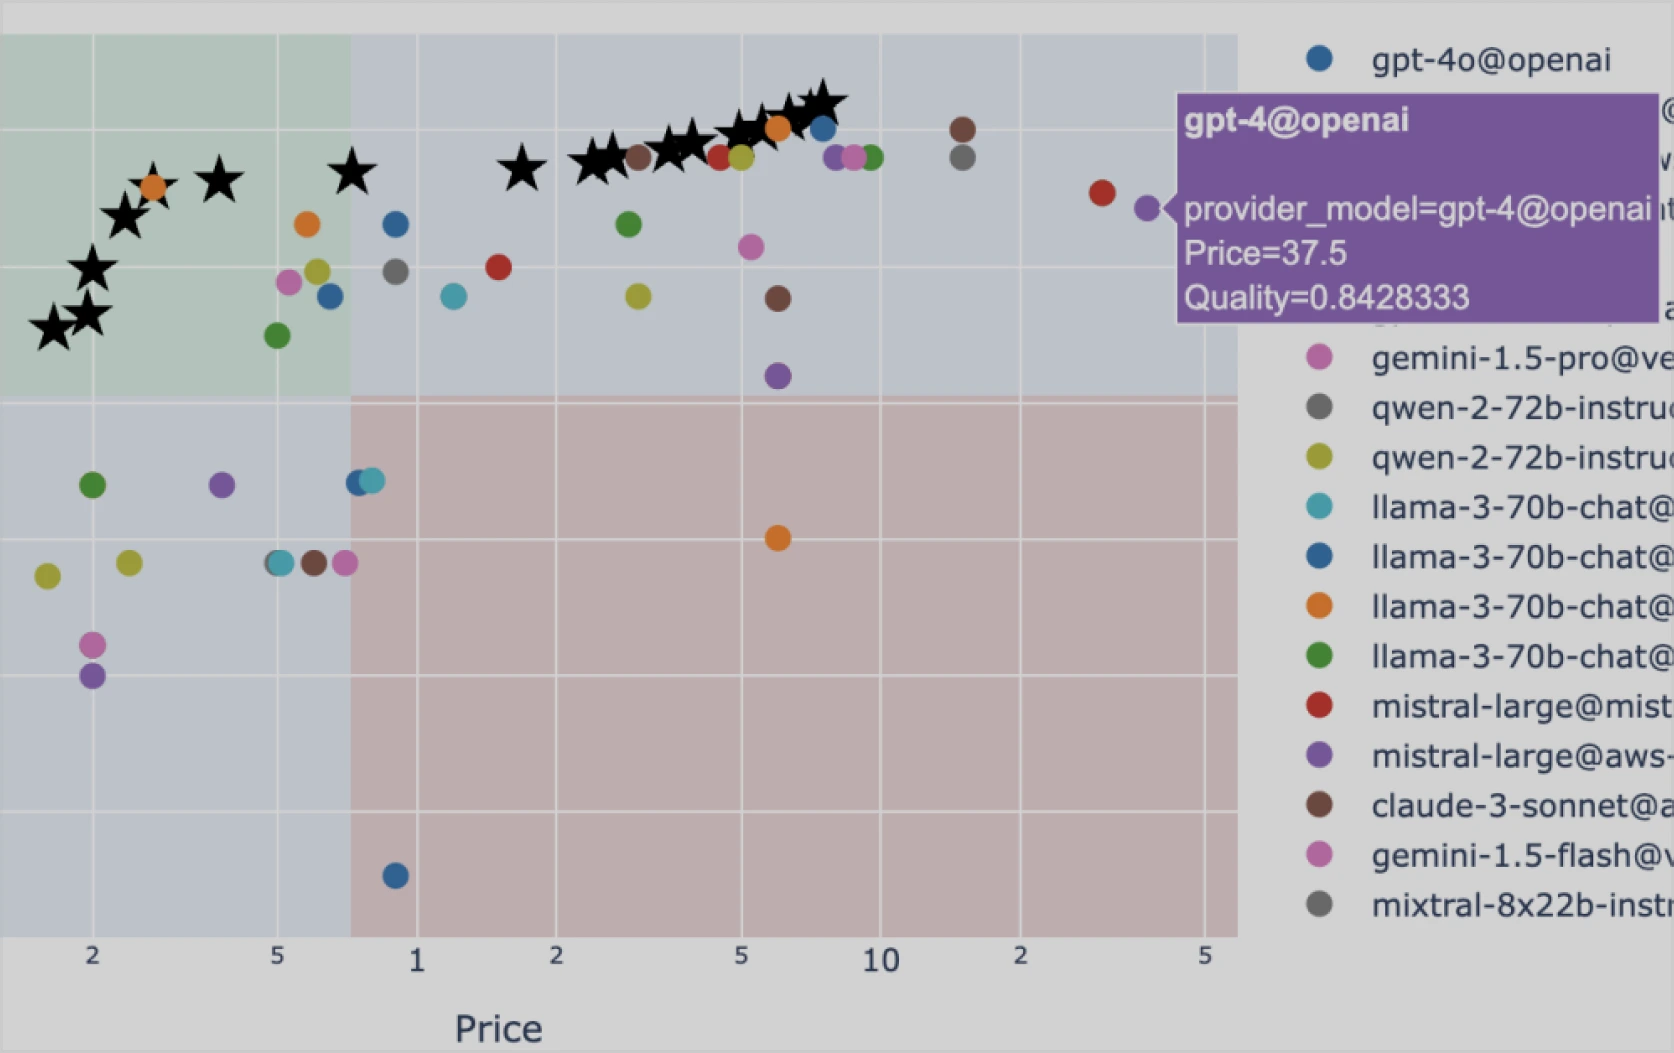 gpt-4o@openai
gpt-4@openai
provider_model=gpt-4@openai
Price=37.5
Quality=0.8428333
gemini-1.5-pro@ve
qwen-2-72b-instruc
qwen-2-72b-instruc
llama-3-70b-chat@
llama-3-70b-chat@
llama-3-70b-chat@
llama-3-70b-chat@
mistral-large@mist
mistral-large@aws-
claude-3-sonnet@a
gemini-1.5-flash@v
mixtral-8x22b-instr
2 5 1 2 5 10 2 5
Price